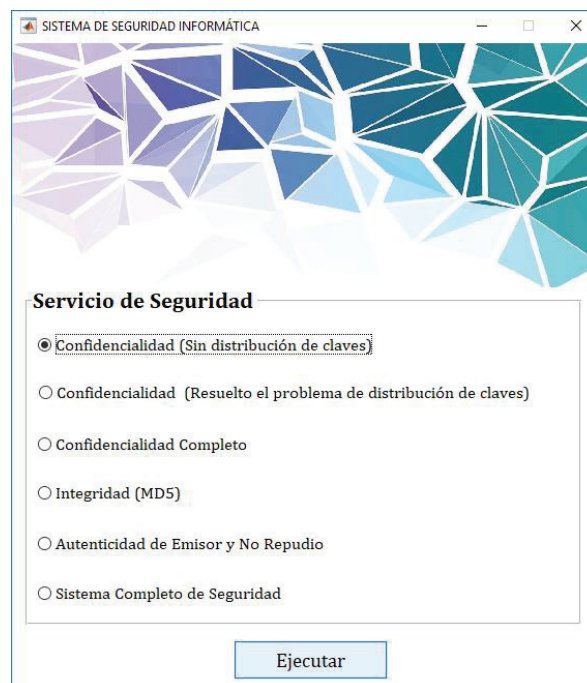 SISTEMA DE SEGURIDAD INFORMÁTICA
Servicio de Seguridad
Confidencialidad (Sin distribución de claves)
Confidencialidad (Resuelto el problema de distribución de claves)
Confidencialidad Completo
Integridad (MD5)
Autenticidad de Emisor y No Repudio
Sistema Completo de Seguridad
Ejecutar